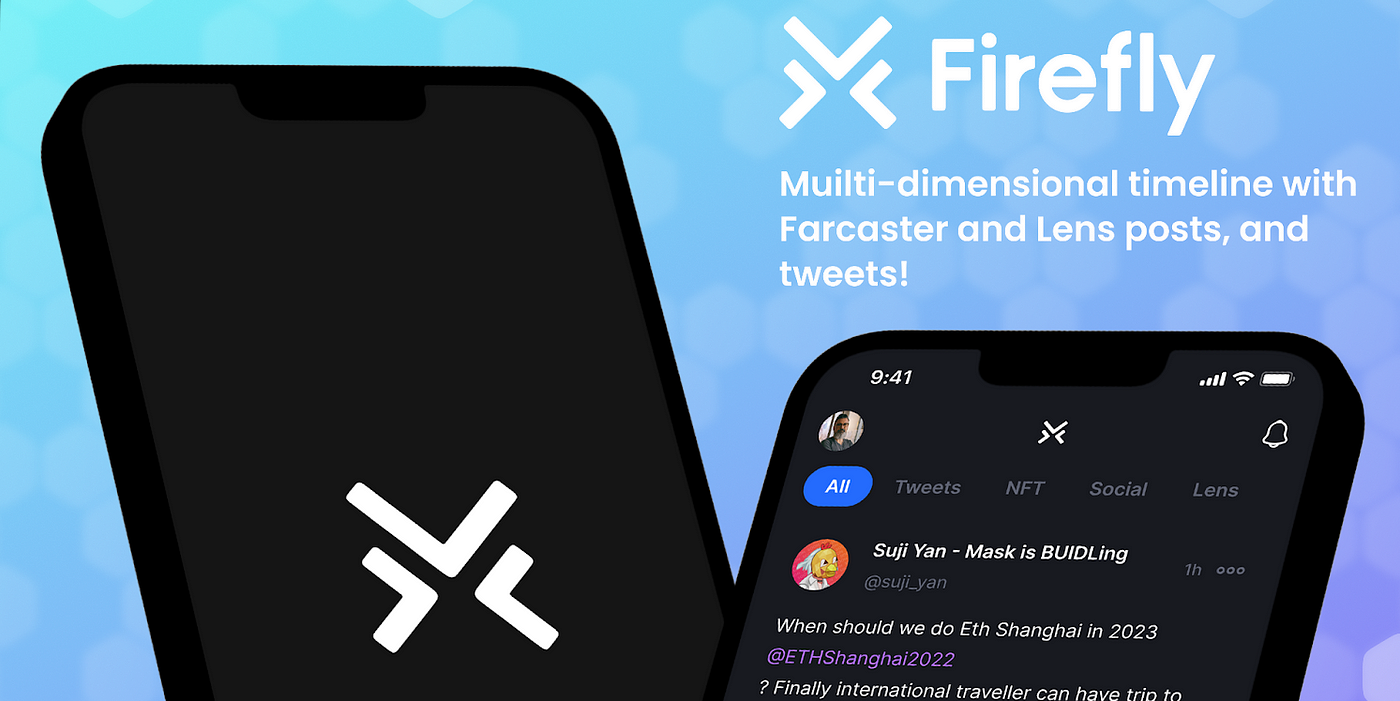 Firefly
Muilti-dimensional timeline with
Farcaster and Lens posts, and
tweets!
9:41
All Tweets NFT Social Lens
Suji Yan - Mask is BUIDLing
@suji_yan
1h
When should we do Eth Shanghai in 2023
@ETHShanghai2022
? Finally international traveller can have trip to